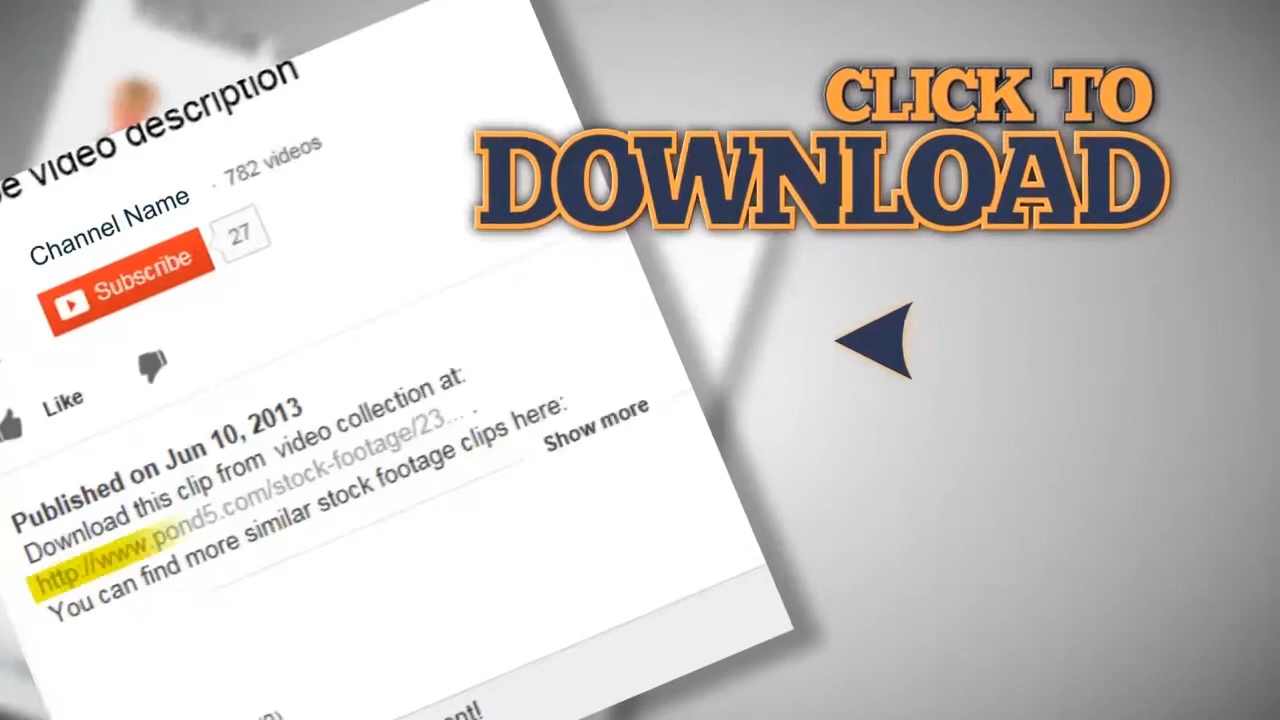 CLICK TO
DOWNLOAD
video description
Channel Name · 782 videos
Subscribe 27
Like
Published on Jun 10, 2013
Download this clip from video collection at:
http://www.pond5.com/stock-footage/23... .
You can find more similar stock footage clips here:
Show more